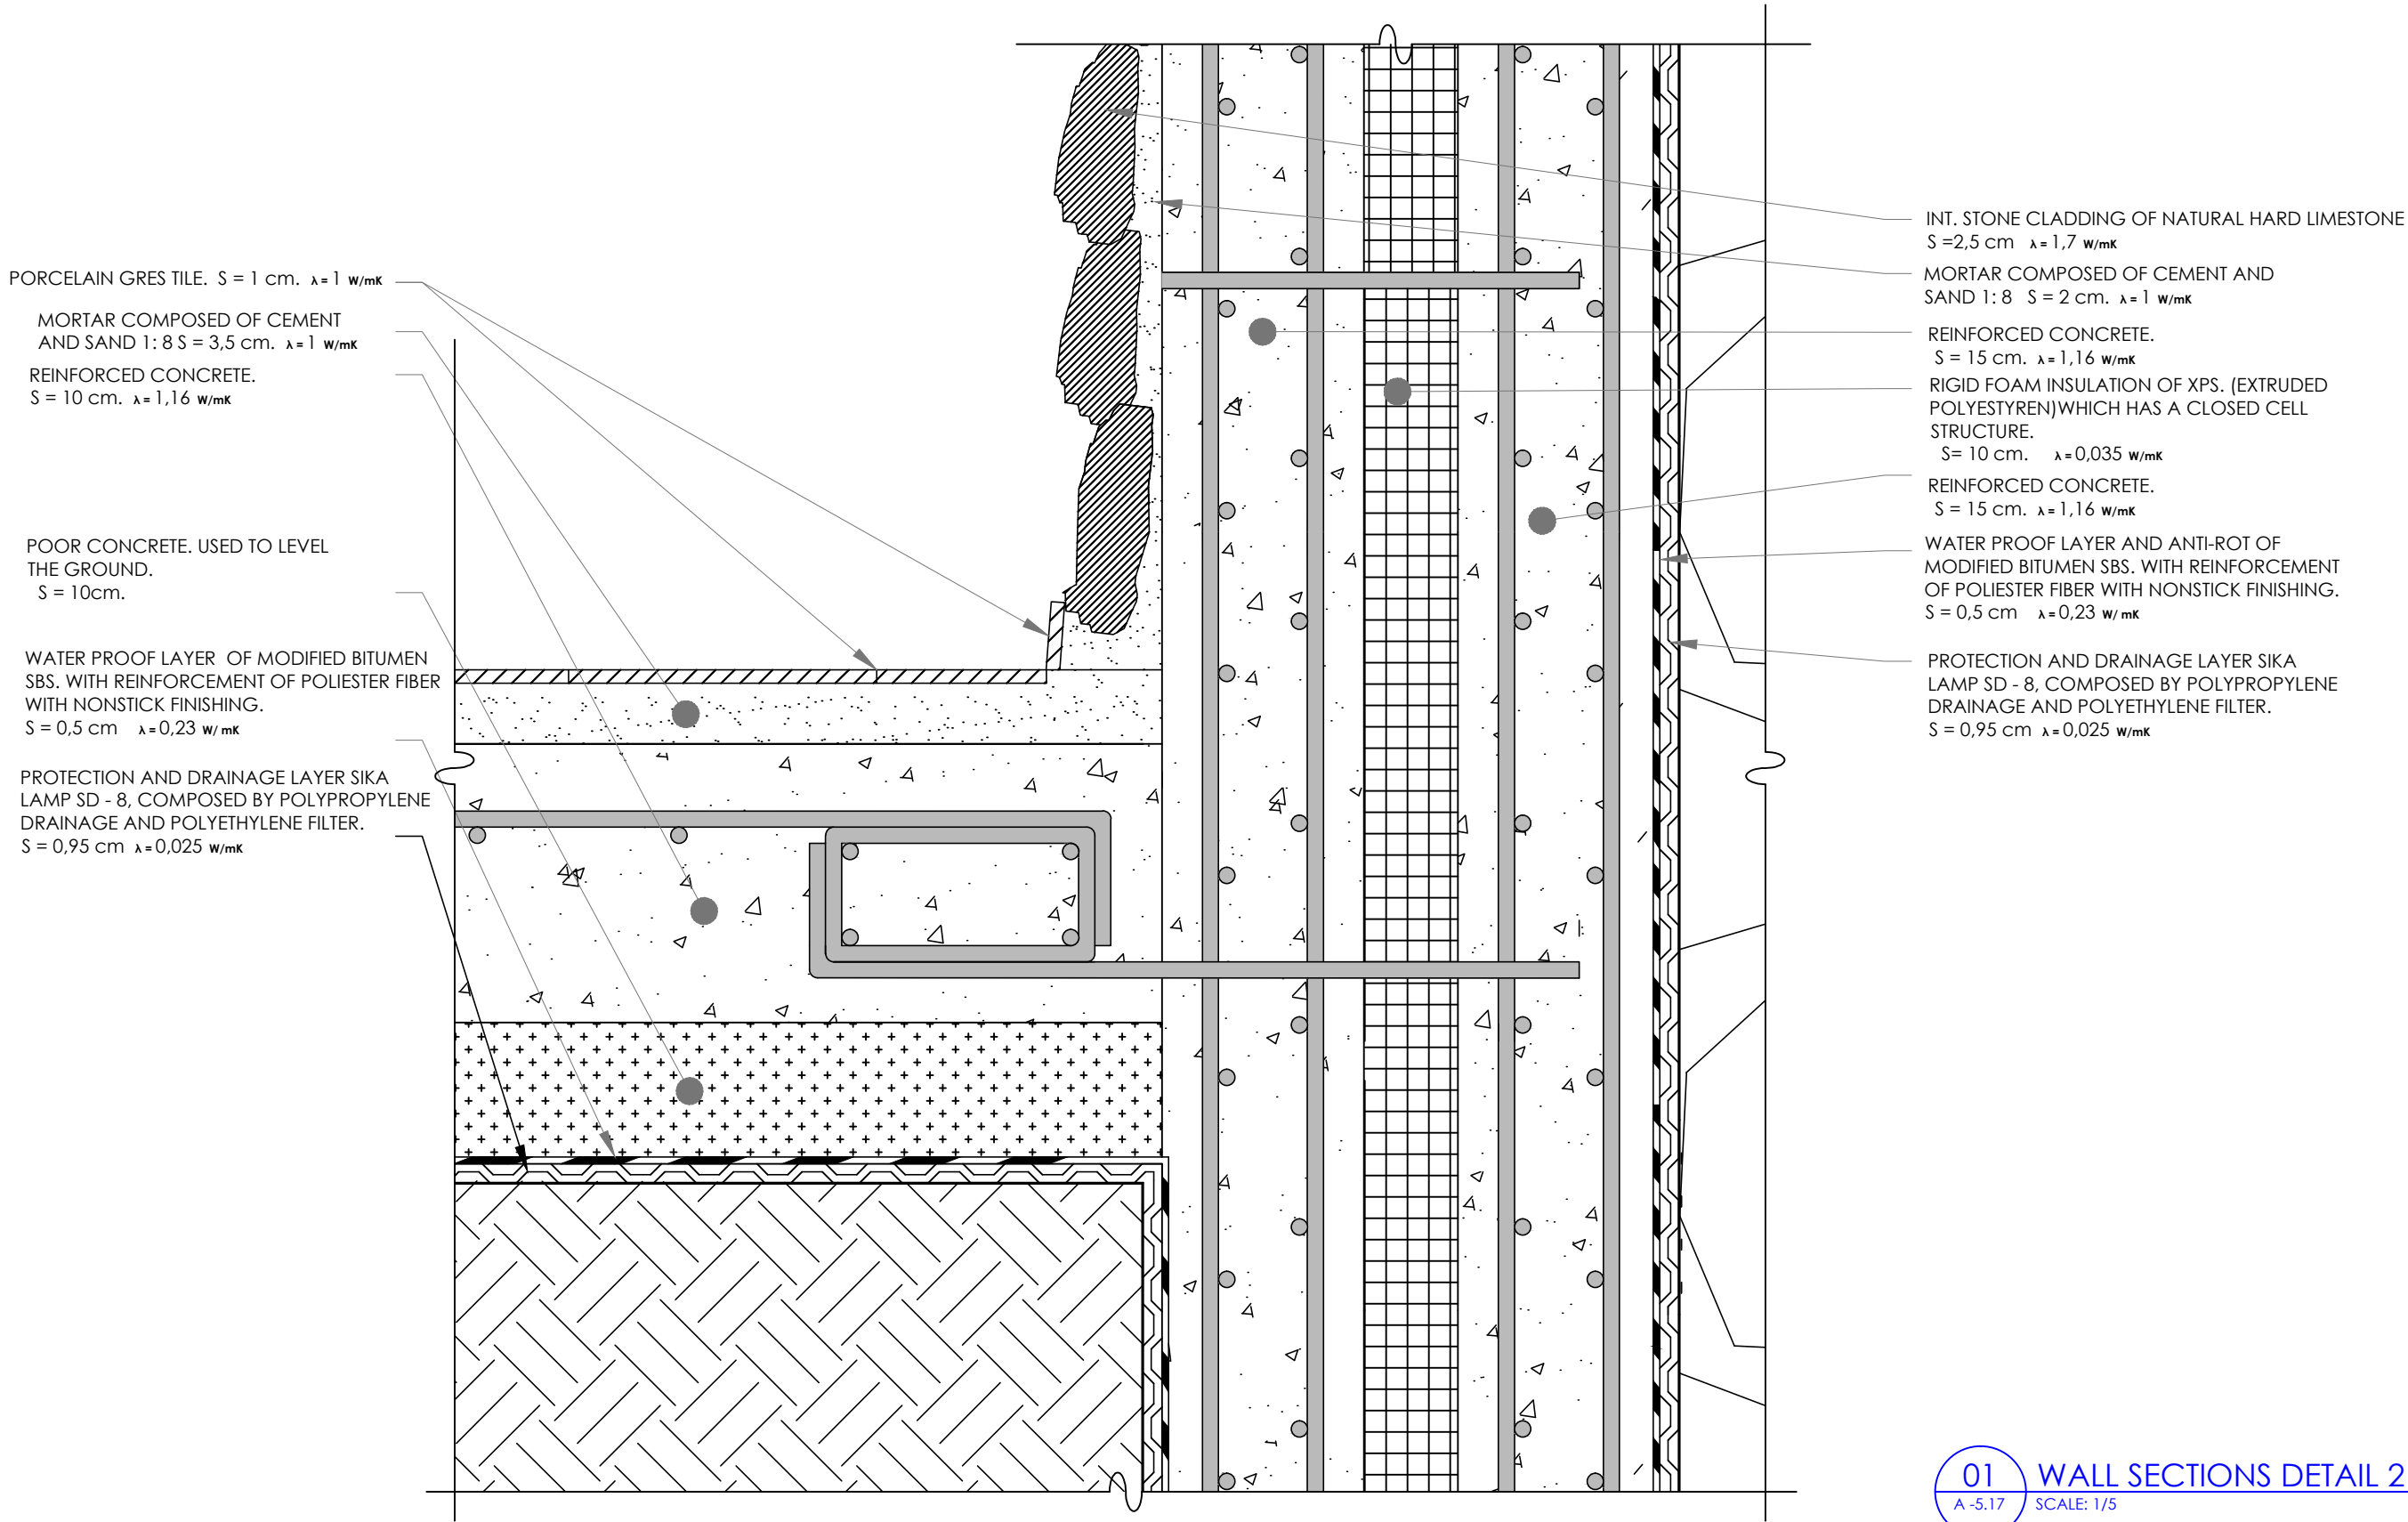 PORCELAIN GRES TILE. S = 1 cm. λ = 1 W/mK
MORTAR COMPOSED OF CEMENT
AND SAND 1: 8 S = 3,5 cm. λ = 1 W/mK
REINFORCED CONCRETE.
S = 10 cm. λ = 1,16 W/mK
POOR CONCRETE. USED TO LEVEL
THE GROUND.
S = 10cm.
WATER PROOF LAYER OF MODIFIED BITUMEN
SBS. WITH REINFORCEMENT OF POLIESTER FIBER
WITH NONSTICK FINISHING.
S = 0,5 cm λ = 0,23 W/ mK
PROTECTION AND DRAINAGE LAYER SIKA
LAMP SD - 8, COMPOSED BY POLYPROPYLENE
DRAINAGE AND POLYETHYLENE FILTER.
S = 0,95 cm λ = 0,025 W/mK
INT. STONE CLADDING OF NATURAL HARD LIMESTONE
S =2,5 cm λ = 1,7 W/mK
MORTAR COMPOSED OF CEMENT AND
SAND 1: 8 S = 2 cm. λ = 1 W/mK
REINFORCED CONCRETE.
S = 15 cm. λ = 1,16 W/mK
RIGID FOAM INSULATION OF XPS. (EXTRUDED
POLYESTYREN)WHICH HAS A CLOSED CELL
STRUCTURE.
S= 10 cm. λ = 0,035 W/mK
REINFORCED CONCRETE.
S = 15 cm. λ = 1,16 W/mK
WATER PROOF LAYER AND ANTI-ROT OF
MODIFIED BITUMEN SBS. WITH REINFORCEMENT
OF POLIESTER FIBER WITH NONSTICK FINISHING.
S = 0,5 cm λ = 0,23 W/ mK
PROTECTION AND DRAINAGE LAYER SIKA
LAMP SD - 8, COMPOSED BY POLYPROPYLENE
DRAINAGE AND POLYETHYLENE FILTER.
S = 0,95 cm λ = 0,025 W/mK
01 WALL SECTIONS DETAIL 2
A -5.17 SCALE: 1/5